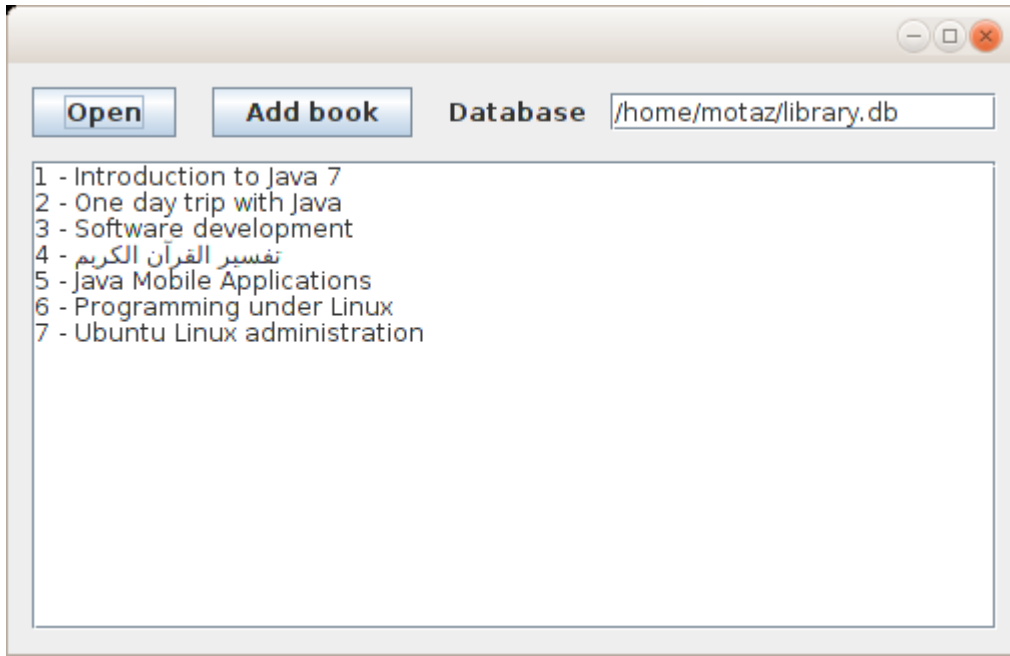 Open Add book Database /home/motaz/library.db
1 - Introduction to Java 7
2 - One day trip with Java
3 - Software development
4 - تفسير القرآن الكريم
5 - Java Mobile Applications
6 - Programming under Linux
7 - Ubuntu Linux administration